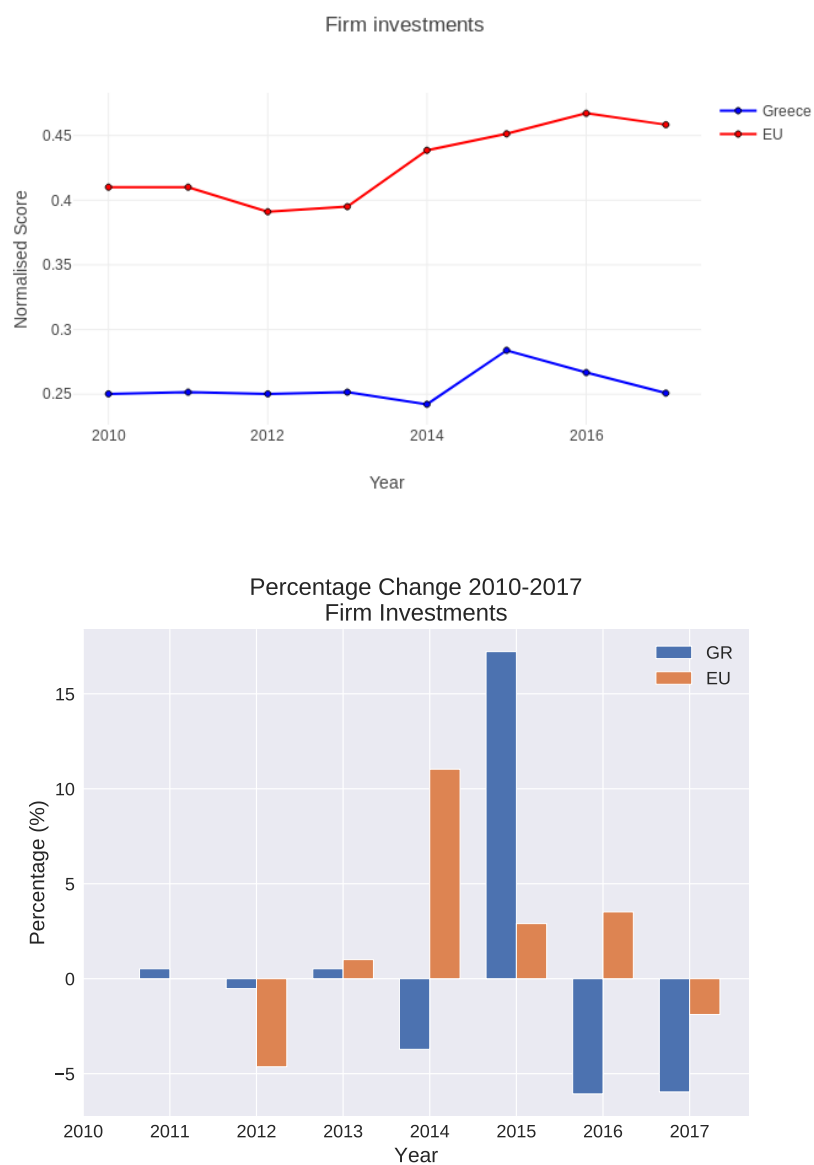 Firm investments
Greece
EU
0.45
0.4
0.35
0.3
0.25
Normalised Score
2010 2012 2014 2016
Year
Percentage Change 2010-2017
Firm Investments
GR
EU
15
10
5
0
−5
Percentage (%)
2010 2011 2012 2013 2014 2015 2016 2017
Year